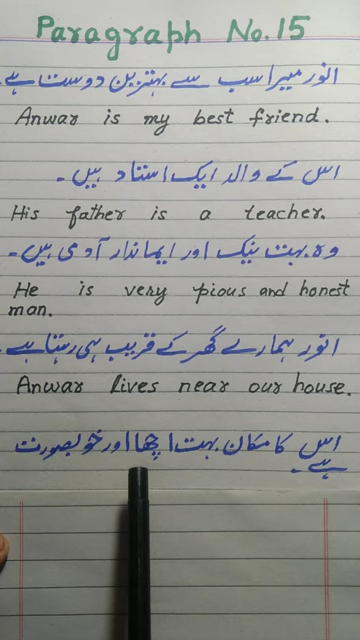 Paragraph No.15
انور میرا سب سے بہترین دوست ہے
Anwar is my best friend.
اس کے والد ایک استاد ہیں۔
His father is a teacher.
وہ بہت نیک اور ایماندار آدمی ہیں۔
He is very pious and honest
man.
انور ہمارے گھر کے قریب ہی رہتا ہے۔
Anwar lives near our house.
اس کا مکان بہت اچھا اور خوبصورت
ہے۔